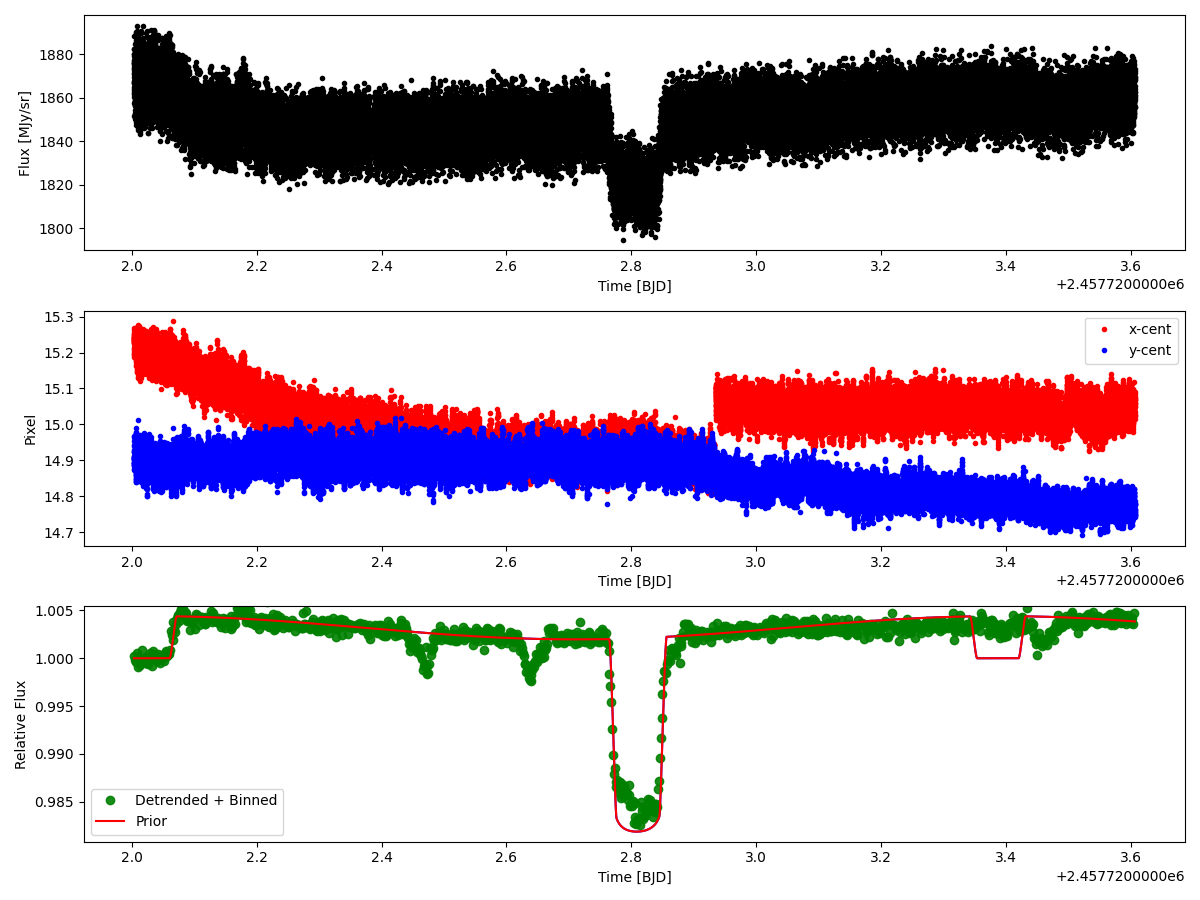 1880
1860
1840
1820
1800
Flux [MJy/sr]
2.0 2.2 2.4 2.6 2.8 3.0 3.2 3.4 3.6
Time [BJD]
+2.4577200000e6
15.3
15.2
15.1
15.0
14.9
14.8
14.7
Pixel
x-cent
y-cent
2.0 2.2 2.4 2.6 2.8 3.0 3.2 3.4 3.6
Time [BJD]
+2.4577200000e6
1.005
1.000
0.995
0.990
0.985
Relative Flux
Detrended + Binned
Prior
2.0 2.2 2.4 2.6 2.8 3.0 3.2 3.4 3.6
Time [BJD]
+2.4577200000e6